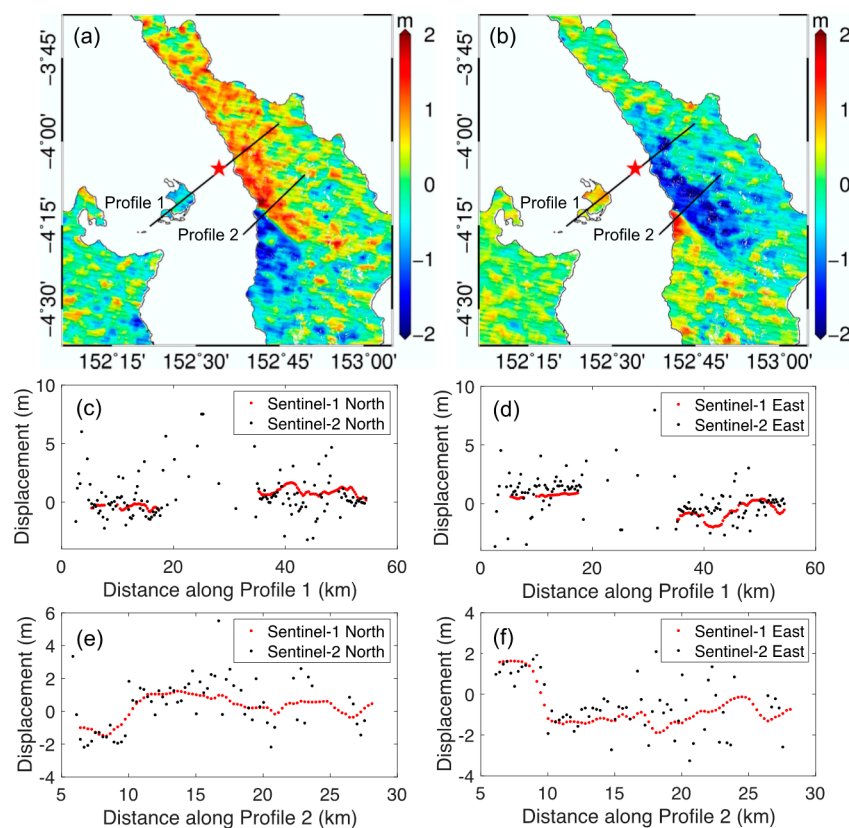 (a)
m
2
1
0
−1
−2
−3˚45'
−4˚00'
−4˚15'
−4˚30'
152˚15'
152˚30'
152˚45'
153˚00'
Profile 1
Profile 2
(b)
m
2
1
0
−1
−2
−3˚45'
−4˚00'
−4˚15'
−4˚30'
152˚15'
152˚30'
152˚45'
153˚00'
Profile 1
Profile 2
(c)
Sentinel-1 North
Sentinel-2 North
10
5
0
Displacement (m)
0
20
40
60
Distance along Profile 1 (km)
(d)
Sentinel-1 East
Sentinel-2 East
10
5
0
Displacement (m)
0
20
40
60
Distance along Profile 1 (km)
(e)
Sentinel-1 North
Sentinel-2 North
6
4
2
0
-2
-4
Displacement (m)
5
10
15
20
25
30
Distance along Profile 2 (km)
(f)
Sentinel-1 East
Sentinel-2 East
4
2
0
-2
-4
Displacement (m)
5
10
15
20
25
30
Distance along Profile 2 (km)